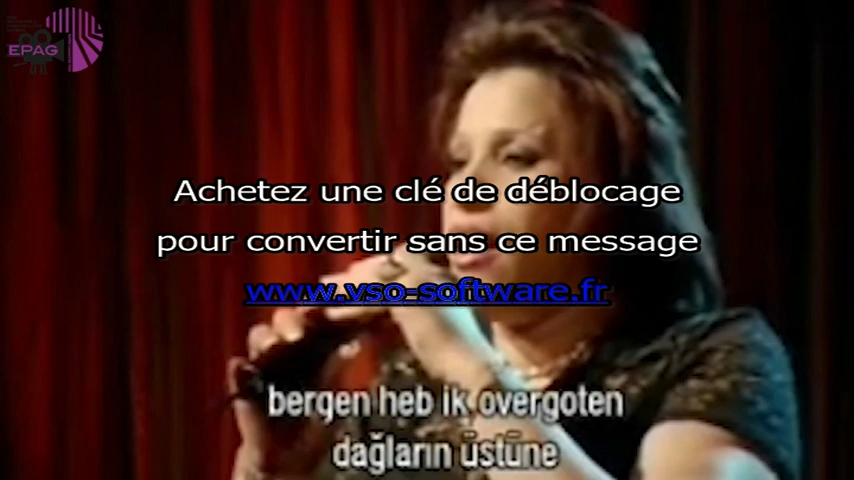 EPAG
Achetez une clé de déblocage
pour convertir sans ce message
www.vso-software.fr
bergen heb ik overgoten
dağların üstüne